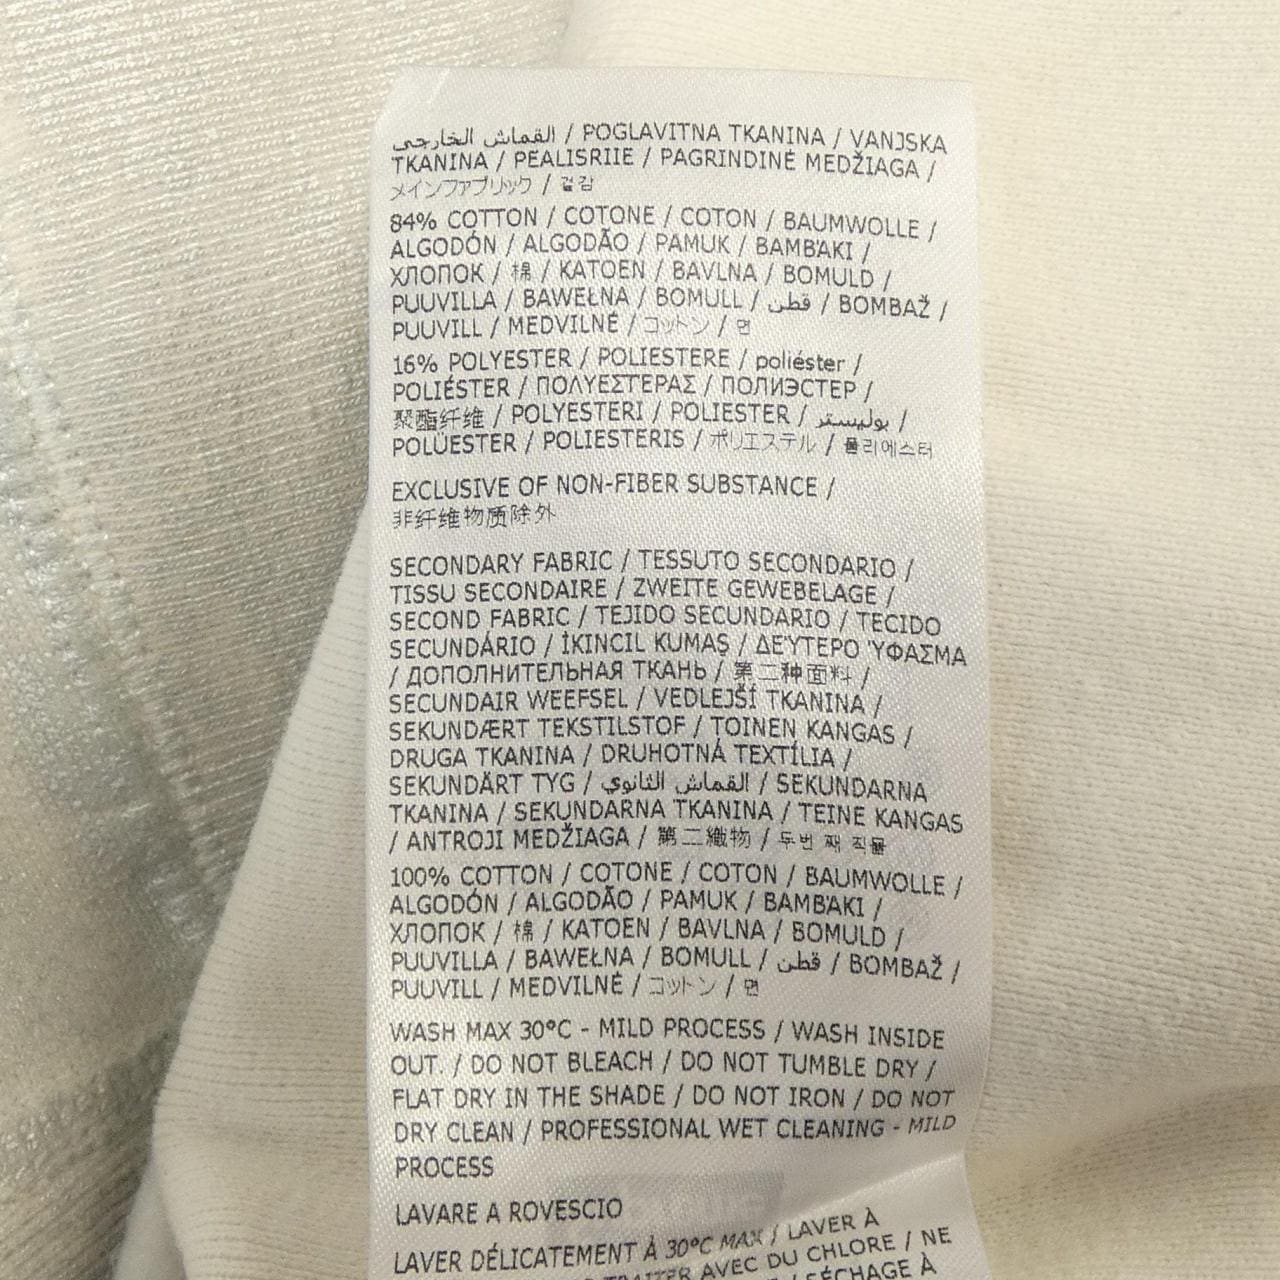 القماش الخارجي / POGLAVITNA TKANINA / VANJSKA
TKANINA / PEALISRIIE / PAGRINDINĖ MEDŽIAGA /
メインファブリック / 겉감
84% COTTON / COTONE / COTON / BAUMWOLLE /
ALGODÓN / ALGODÃO / PAMUK / ΒΑΜΒΆΚΙ /
ХЛОПОК / 棉 / KATOEN / BAVLNA / BOMULD /
PUUVILLA / BAWEŁNA / BOMULL / قطن / BOMBAŽ /
PUUVILL / MEDVILNĖ / コットン / 면
16% POLYESTER / POLIESTERE / poliéster /
POLIÉSTER / ΠΟΛΥΕΣΤΕΡΑΣ / ПОЛИЭСТЕР /
聚酯纤维 / POLYESTERI / POLIESTER / بوليستر /
POLÜESTER / POLIESTERIS / ポリエステル / 폴리에스터
EXCLUSIVE OF NON-FIBER SUBSTANCE /
非纤维物质除外
SECONDARY FABRIC / TESSUTO SECONDARIO /
TISSU SECONDAIRE / ZWEITE GEWEBELAGE /
SECOND FABRIC / TEJIDO SECUNDARIO / TECIDO
SECUNDÁRIO / İKINCIL KUMAŞ / ΔΕΎΤΕΡΟ ΎΦΑΣΜΑ
/ ДОПОЛНИТЕЛЬНАЯ ТКАНЬ / 第二种面料 /
SECUNDAIR WEEFSEL / VEDLEJŠÍ TKANINA /
SEKUNDÆRT TEKSTILSTOF / TOINEN KANGAS /
DRUGA TKANINA / DRUHOTNÁ TEXTÍLIA /
SEKUNDÄRT TYG / القماش الثانوي / SEKUNDARNA
TKANINA / SEKUNDARNA TKANINA / TEINE KANGAS
/ ANTROJI MEDŽIAGA / 第二織物 / 두번 째 직물
100% COTTON / COTONE / COTON / BAUMWOLLE /
ALGODÓN / ALGODÃO / PAMUK / ΒΑΜΒΆΚΙ /
ХЛОПОК / 棉 / KATOEN / BAVLNA / BOMULD /
PUUVILLA / BAWEŁNA / BOMULL / قطن / BOMBAŽ /
PUUVILL / MEDVILNĖ / コットン / 면
WASH MAX 30°C - MILD PROCESS / WASH INSIDE
OUT. / DO NOT BLEACH / DO NOT TUMBLE DRY /
FLAT DRY IN THE SHADE / DO NOT IRON / DO NOT
DRY CLEAN / PROFESSIONAL WET CLEANING - MILD
PROCESS
LAVARE A ROVESCIO
LAVER DÉLICATEMENT À 30°C MAX / LAVER À
TRAITER AVEC DU CHLORE / NE
/ SÉCHAGE À